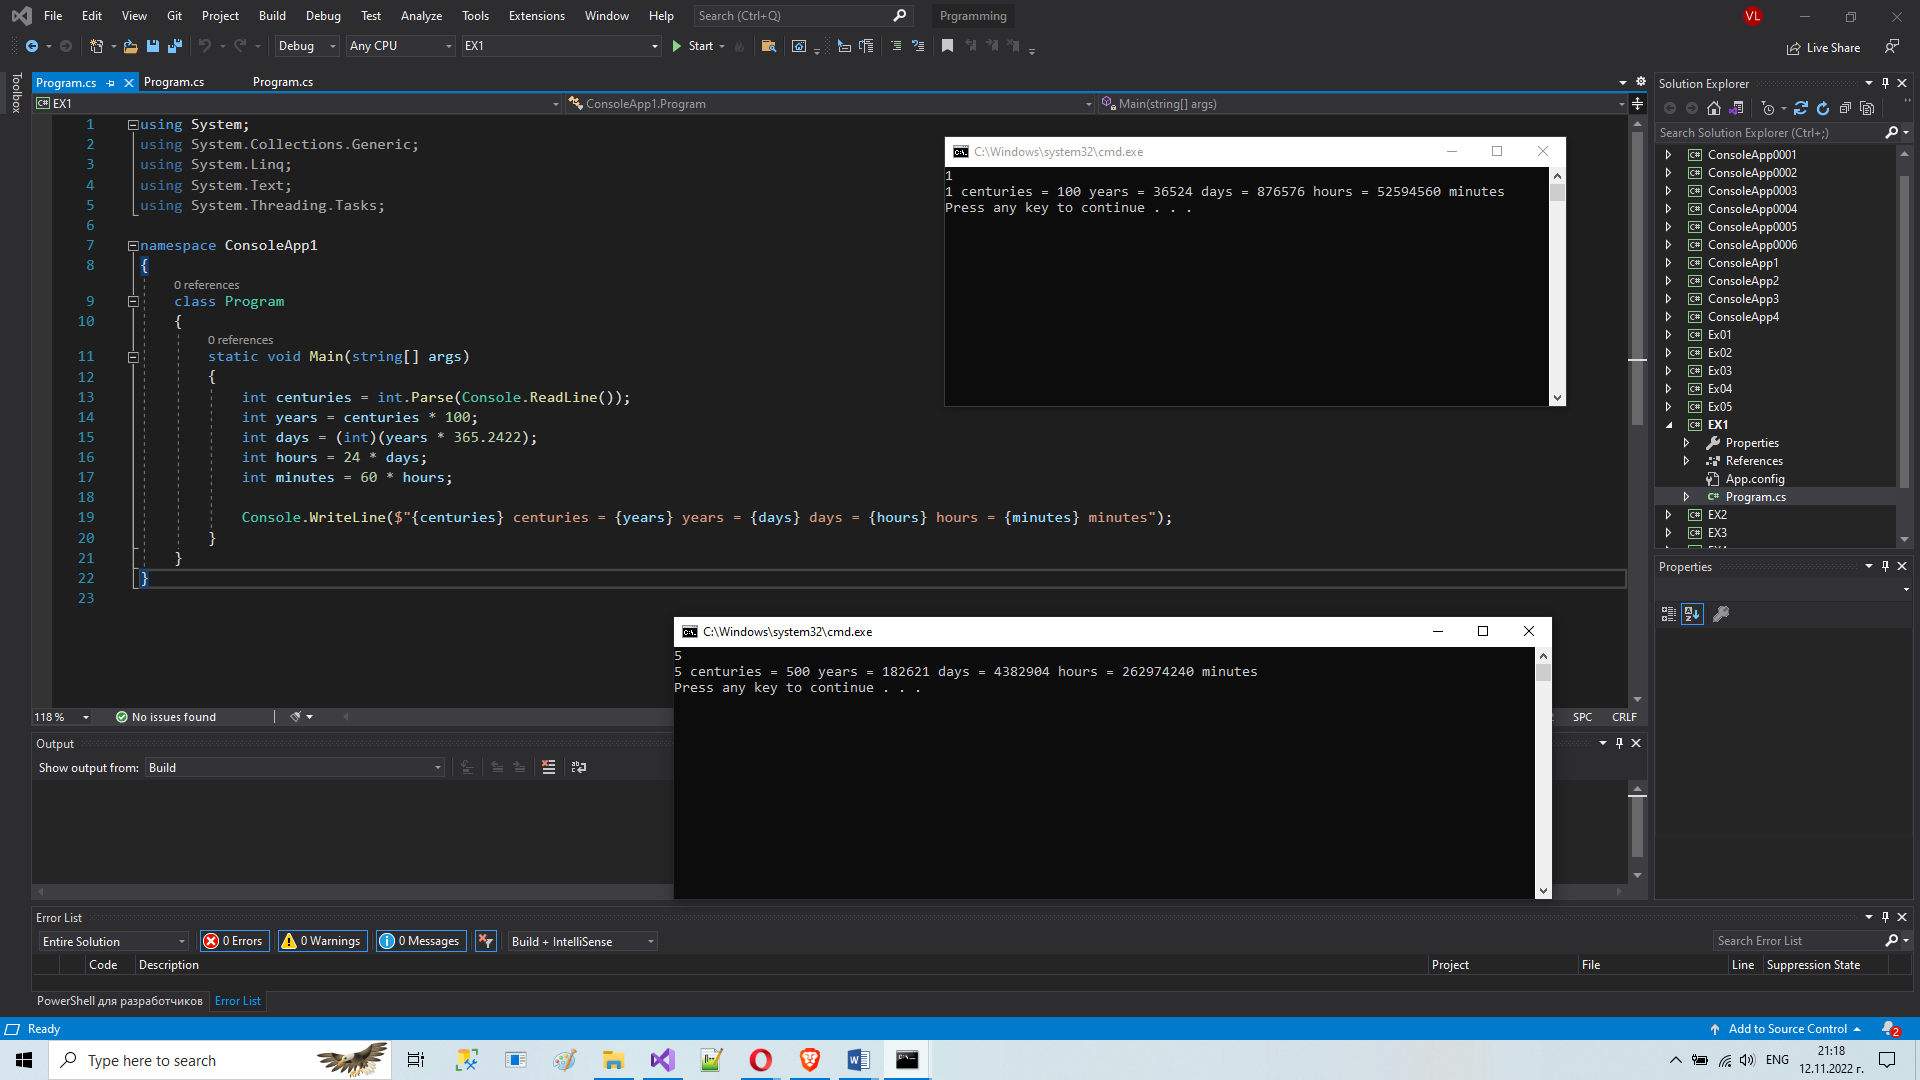 File Edit View Git Project Build Debug Test Analyze Tools Extensions Window Help Search (Ctrl+Q) Prgramming VL
Debug Any CPU EX1 Start Live Share
Toolbox
Program.cs Program.cs Program.cs
EX1 ConsoleApp1.Program Main(string[] args)
1 using System;
2 using System.Collections.Generic;
3 using System.Linq;
4 using System.Text;
5 using System.Threading.Tasks;
6
7 namespace ConsoleApp1
8 {
0 references
9 class Program
10 {
0 references
11 static void Main(string[] args)
12 {
13 int centuries = int.Parse(Console.ReadLine());
14 int years = centuries * 100;
15 int days = (int)(years * 365.2422);
16 int hours = 24 * days;
17 int minutes = 60 * hours;
18
19 Console.WriteLine($"{centuries} centuries = {years} years = {days} days = {hours} hours = {minutes} minutes");
20 }
21 }
22 }
23
C:\Windows\system32\cmd.exe
1
1 centuries = 100 years = 36524 days = 876576 hours = 52594560 minutes
Press any key to continue . . .
C:\Windows\system32\cmd.exe
5
5 centuries = 500 years = 182621 days = 4382904 hours = 262974240 minutes
Press any key to continue . . .
118 % No issues found SPC CRLF
Output
Show output from: Build
Solution Explorer
Search Solution Explorer (Ctrl+;)
ConsoleApp0001
ConsoleApp0002
ConsoleApp0003
ConsoleApp0004
ConsoleApp0005
ConsoleApp0006
ConsoleApp1
ConsoleApp2
ConsoleApp3
ConsoleApp4
Ex01
Ex02
Ex03
Ex04
Ex05
EX1
Properties
References
App.config
Program.cs
EX2
EX3
Properties
Error List
Entire Solution 0 Errors 0 Warnings 0 Messages Build + IntelliSense Search Error List
Code Description Project File Line Suppression State
PowerShell для разработчиков Error List
Ready Add to Source Control 2
Type here to search ENG 21:18
12.11.2022 г.